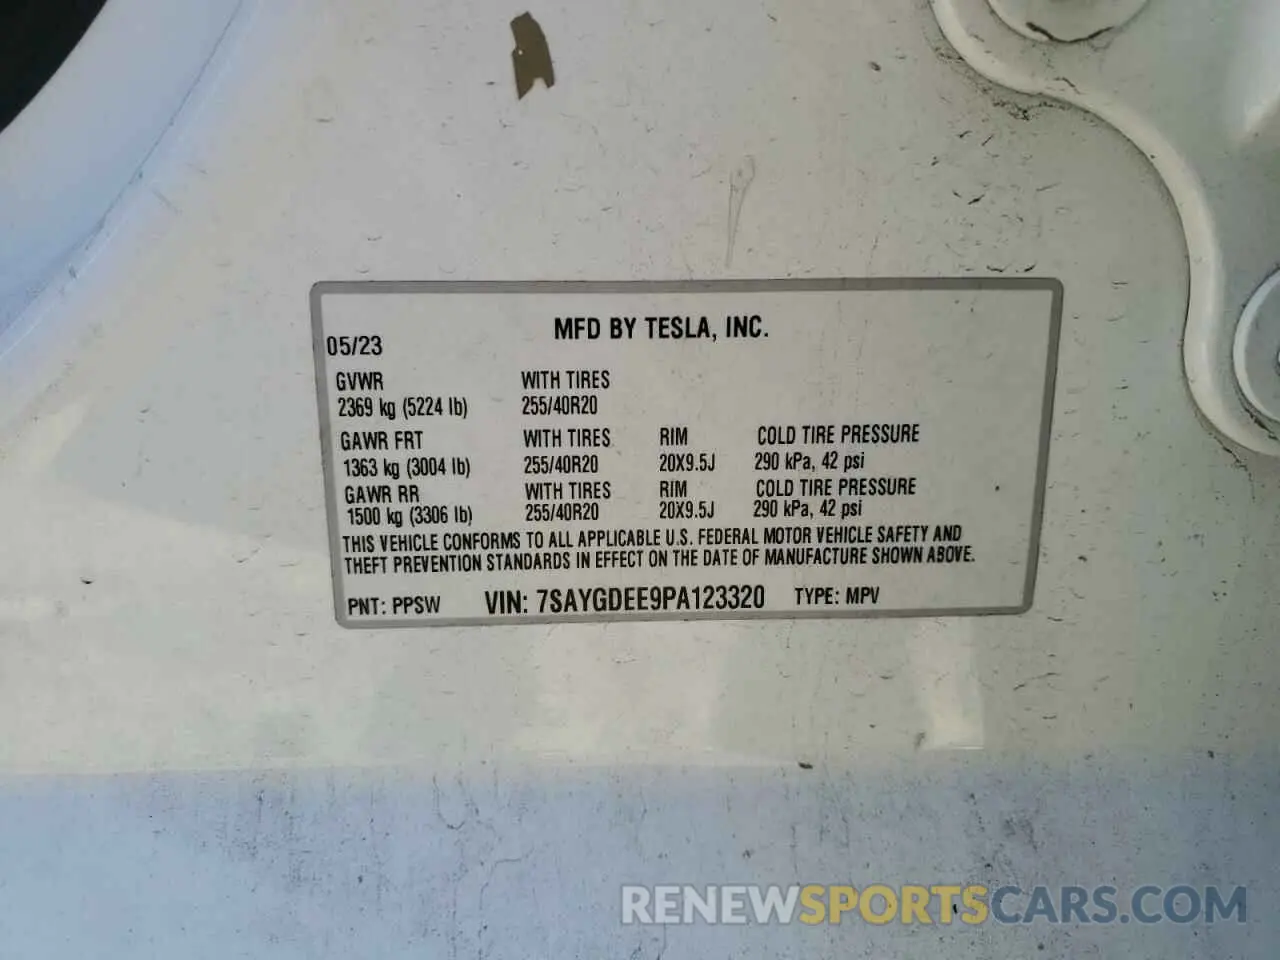 MFD BY TESLA, INC.
05/23
GVWR WITH TIRES
2369 kg (5224 lb) 255/40R20
GAWR FRT WITH TIRES RIM COLD TIRE PRESSURE
1363 kg (3004 lb) 255/40R20 20X9.5J 290 kPa, 42 psi
GAWR RR WITH TIRES RIM COLD TIRE PRESSURE
1500 kg (3306 lb) 255/40R20 20X9.5J 290 kPa, 42 psi
THIS VEHICLE CONFORMS TO ALL APPLICABLE U.S. FEDERAL MOTOR VEHICLE SAFETY AND
THEFT PREVENTION STANDARDS IN EFFECT ON THE DATE OF MANUFACTURE SHOWN ABOVE.
PNT: PPSW VIN: 7SAYGDEE9PA123320 TYPE: MPV
RENEWSPORTSCARS.COM